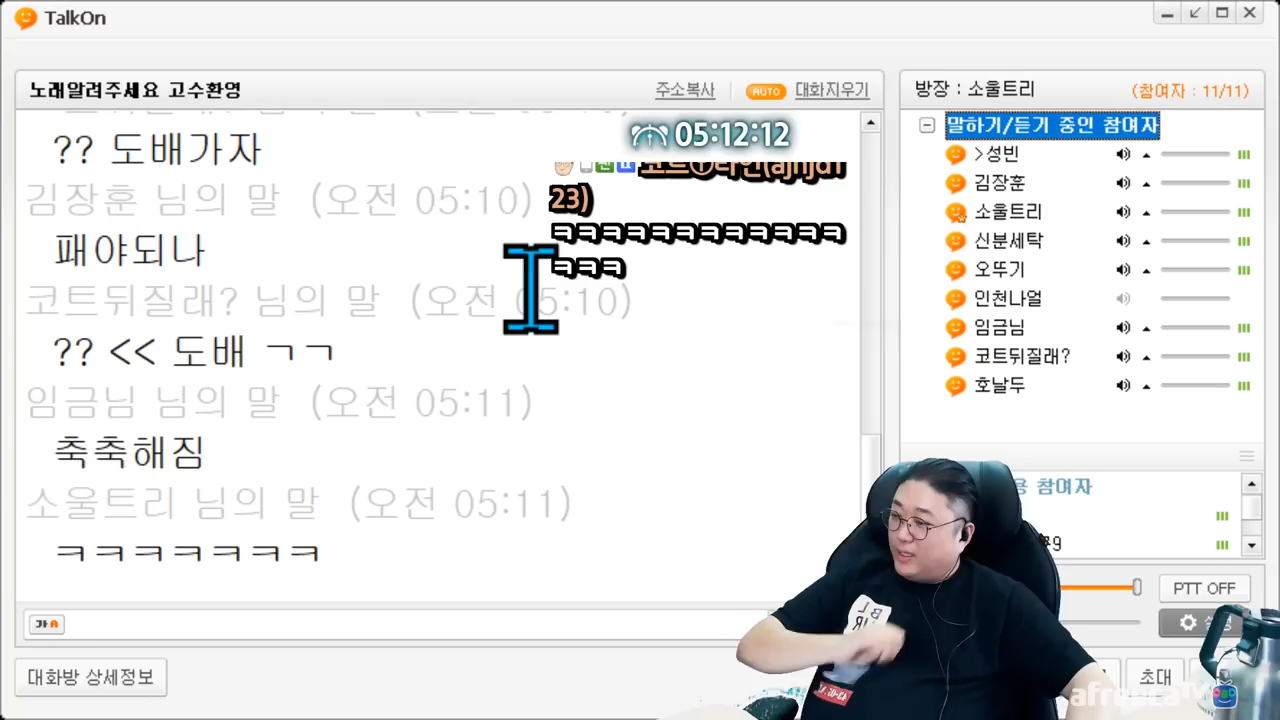 TalkOn
노래알려주세요 고수환영
주소복사
AUTO
대화지우기
05:12:12
?? 도배가자
김장훈 님의 말 (오전 05:10)
패야되나
코트뒤질래? 님의 말 (오전 05:10)
?? << 도배 ㄱㄱ
임금님 님의 말 (오전 05:11)
축축해짐
소울트리 님의 말 (오전 05:11)
ㅋㅋㅋㅋㅋㅋㅋ
23)
ㅋㅋㅋㅋㅋㅋㅋㅋㅋㅋㅋ
ㅋㅋㅋ
가A
대화방 상세정보
방장 : 소울트리
(참여자 : 11/11)
말하기/듣기 중인 참여자
>성빈
김장훈
소울트리
신분세탁
오뚜기
인천나얼
임금님
코트뒤질래?
호날두
참여자
PTT OFF
초대